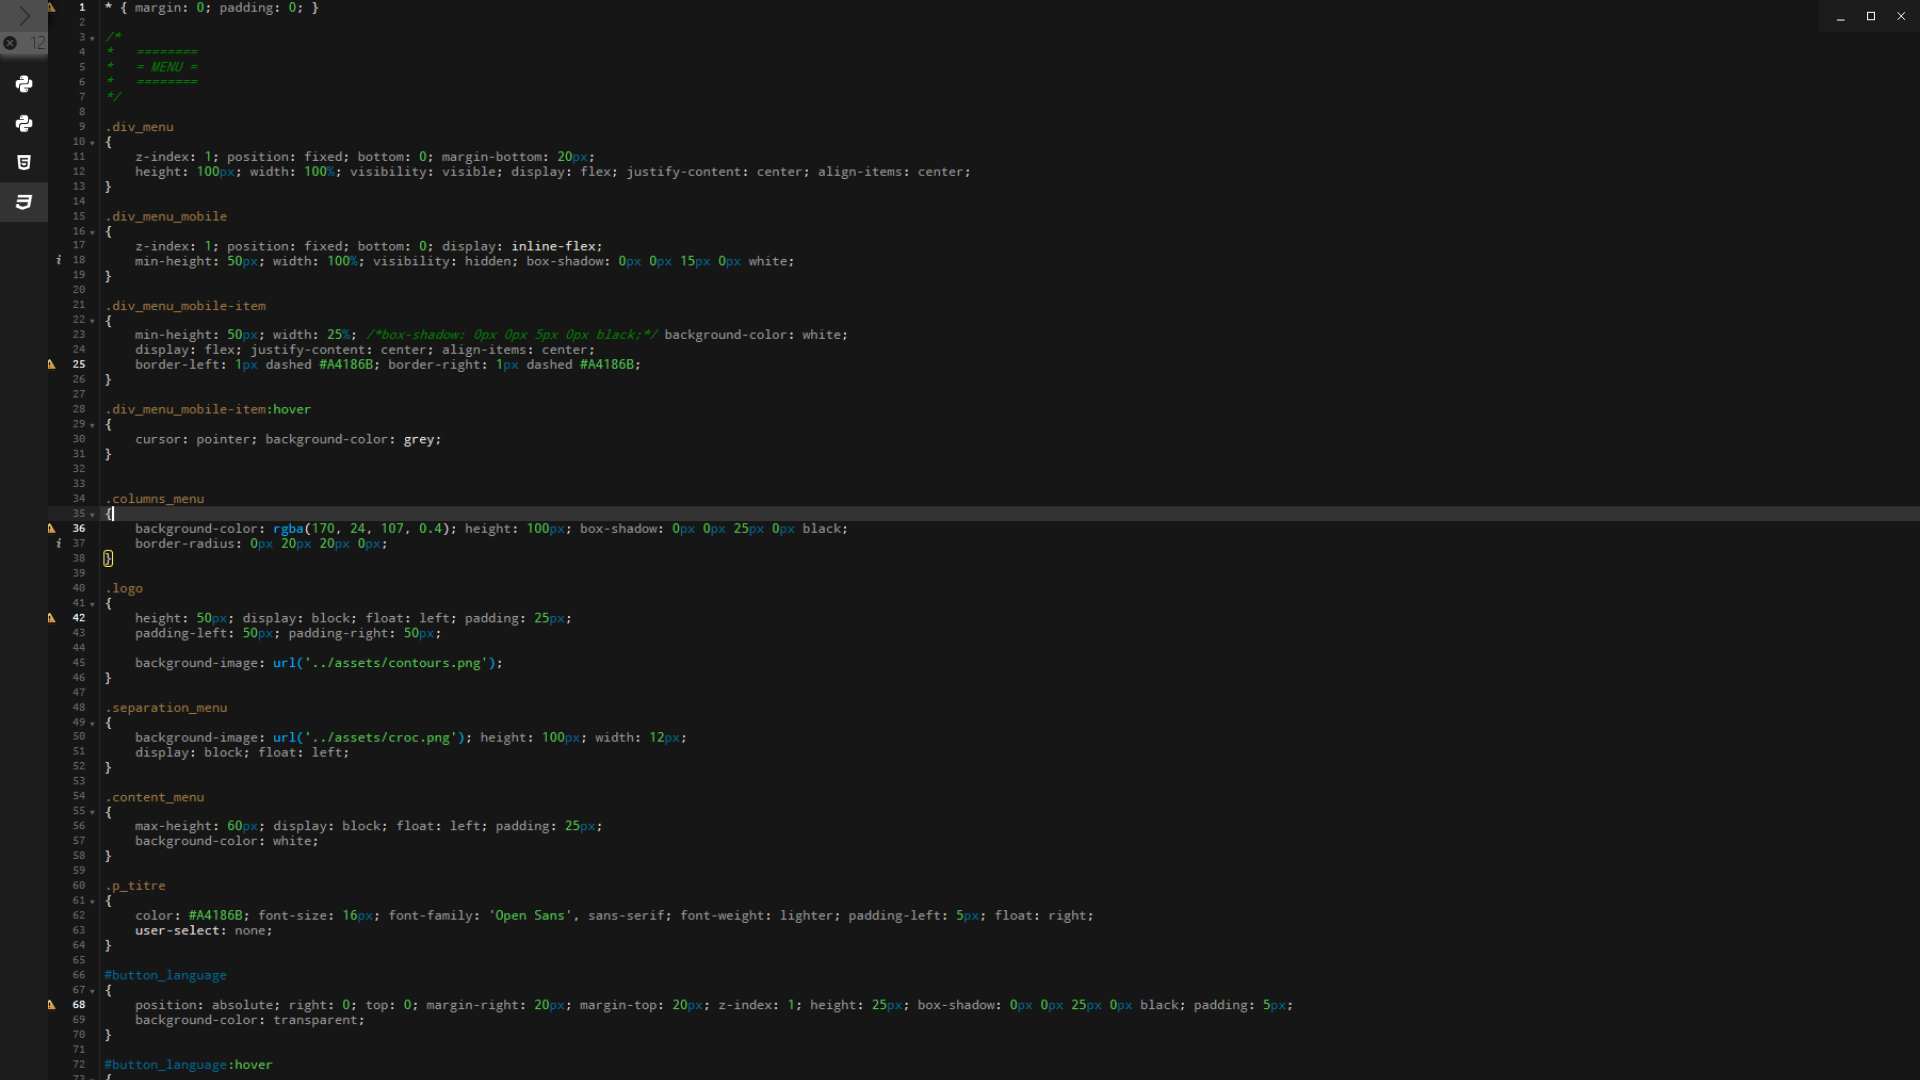 12
1 * { margin: 0; padding: 0; }
2
3 /*
4 *   ========
5 *   = MENU =
6 *   ========
7 */
8
9 .div_menu
10 {
11     z-index: 1; position: fixed; bottom: 0; margin-bottom: 20px;
12     height: 100px; width: 100%; visibility: visible; display: flex; justify-content: center; align-items: center;
13 }
14
15 .div_menu_mobile
16 {
17     z-index: 1; position: fixed; bottom: 0; display: inline-flex;
i 18     min-height: 50px; width: 100%; visibility: hidden; box-shadow: 0px 0px 15px 0px white;
19 }
20
21 .div_menu_mobile-item
22 {
23     min-height: 50px; width: 25%; /*box-shadow: 0px 0px 5px 0px black;*/ background-color: white;
24     display: flex; justify-content: center; align-items: center;
25     border-left: 1px dashed #A4186B; border-right: 1px dashed #A4186B;
26 }
27
28 .div_menu_mobile-item:hover
29 {
30     cursor: pointer; background-color: grey;
31 }
32
33
34 .columns_menu
35 {
36     background-color: rgba(170, 24, 107, 0.4); height: 100px; box-shadow: 0px 0px 25px 0px black;
i 37     border-radius: 0px 20px 20px 0px;
38 }
39
40 .logo
41 {
42     height: 50px; display: block; float: left; padding: 25px;
43     padding-left: 50px; padding-right: 50px;
44
45     background-image: url('../assets/contours.png');
46 }
47
48 .separation_menu
49 {
50     background-image: url('../assets/croc.png'); height: 100px; width: 12px;
51     display: block; float: left;
52 }
53
54 .content_menu
55 {
56     max-height: 60px; display: block; float: left; padding: 25px;
57     background-color: white;
58 }
59
60 .p_titre
61 {
62     color: #A4186B; font-size: 16px; font-family: 'Open Sans', sans-serif; font-weight: lighter; padding-left: 5px; float: right;
63     user-select: none;
64 }
65
66 #button_language
67 {
68     position: absolute; right: 0; top: 0; margin-right: 20px; margin-top: 20px; z-index: 1; height: 25px; box-shadow: 0px 0px 25px 0px black; padding: 5px;
69     background-color: transparent;
70 }
71
72 #button_language:hover
73 {